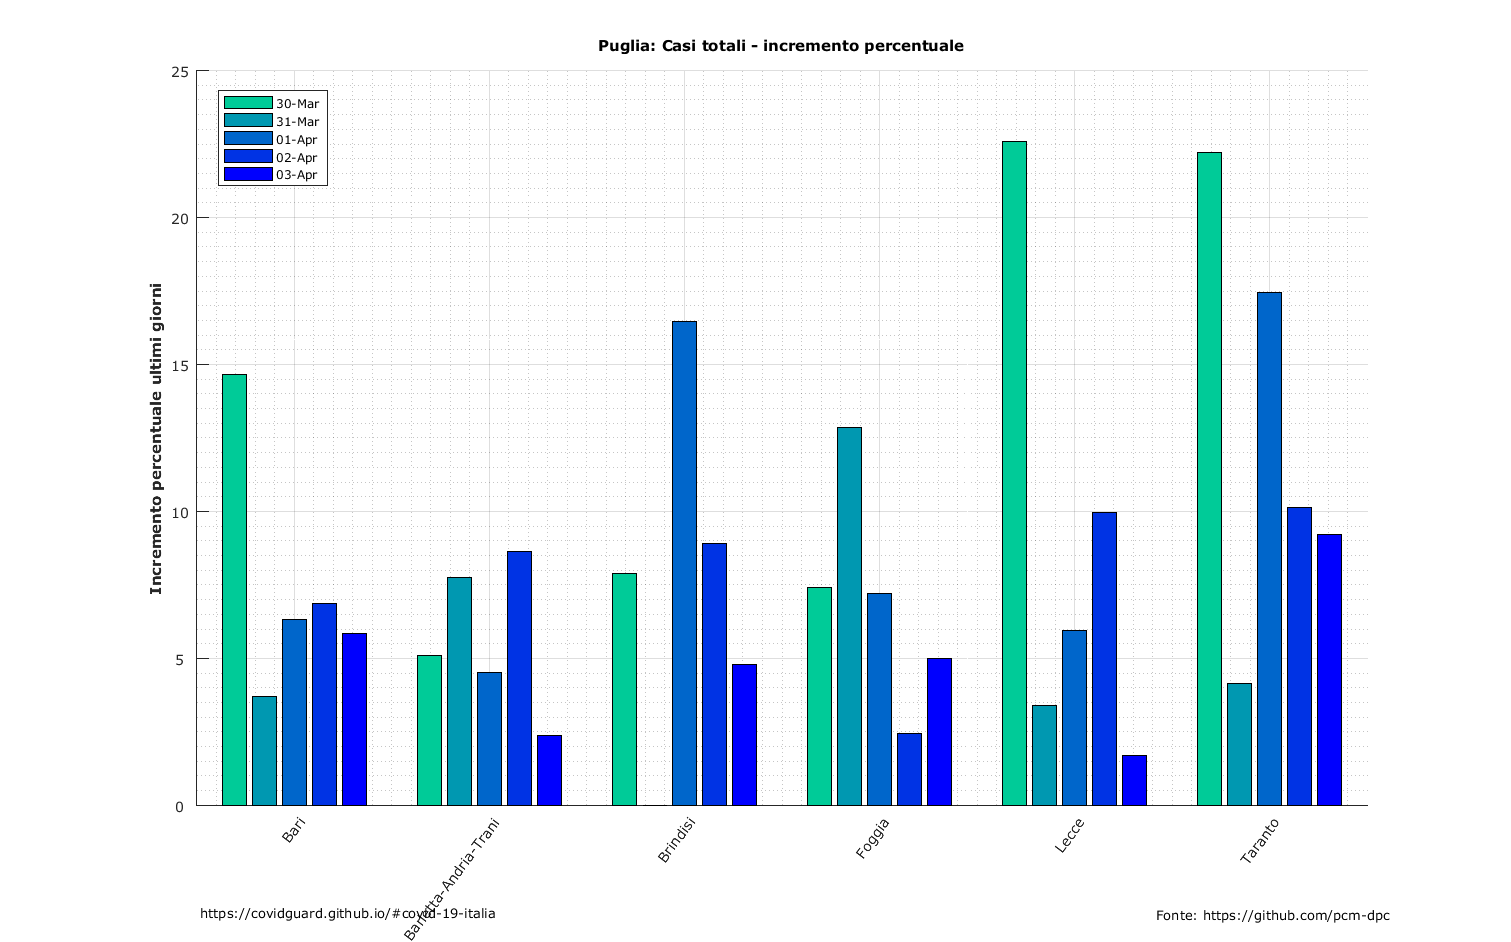 Puglia: Casi totali - incremento percentuale
25
20
15
10
5
0
Incremento percentuale ultimi giorni
30-Mar
31-Mar
01-Apr
02-Apr
03-Apr
Bari
Barletta-Andria-Trani
Brindisi
Foggia
Lecce
Taranto
https://covidguard.github.io/#covid-19-italia
Fonte: https://github.com/pcm-dpc